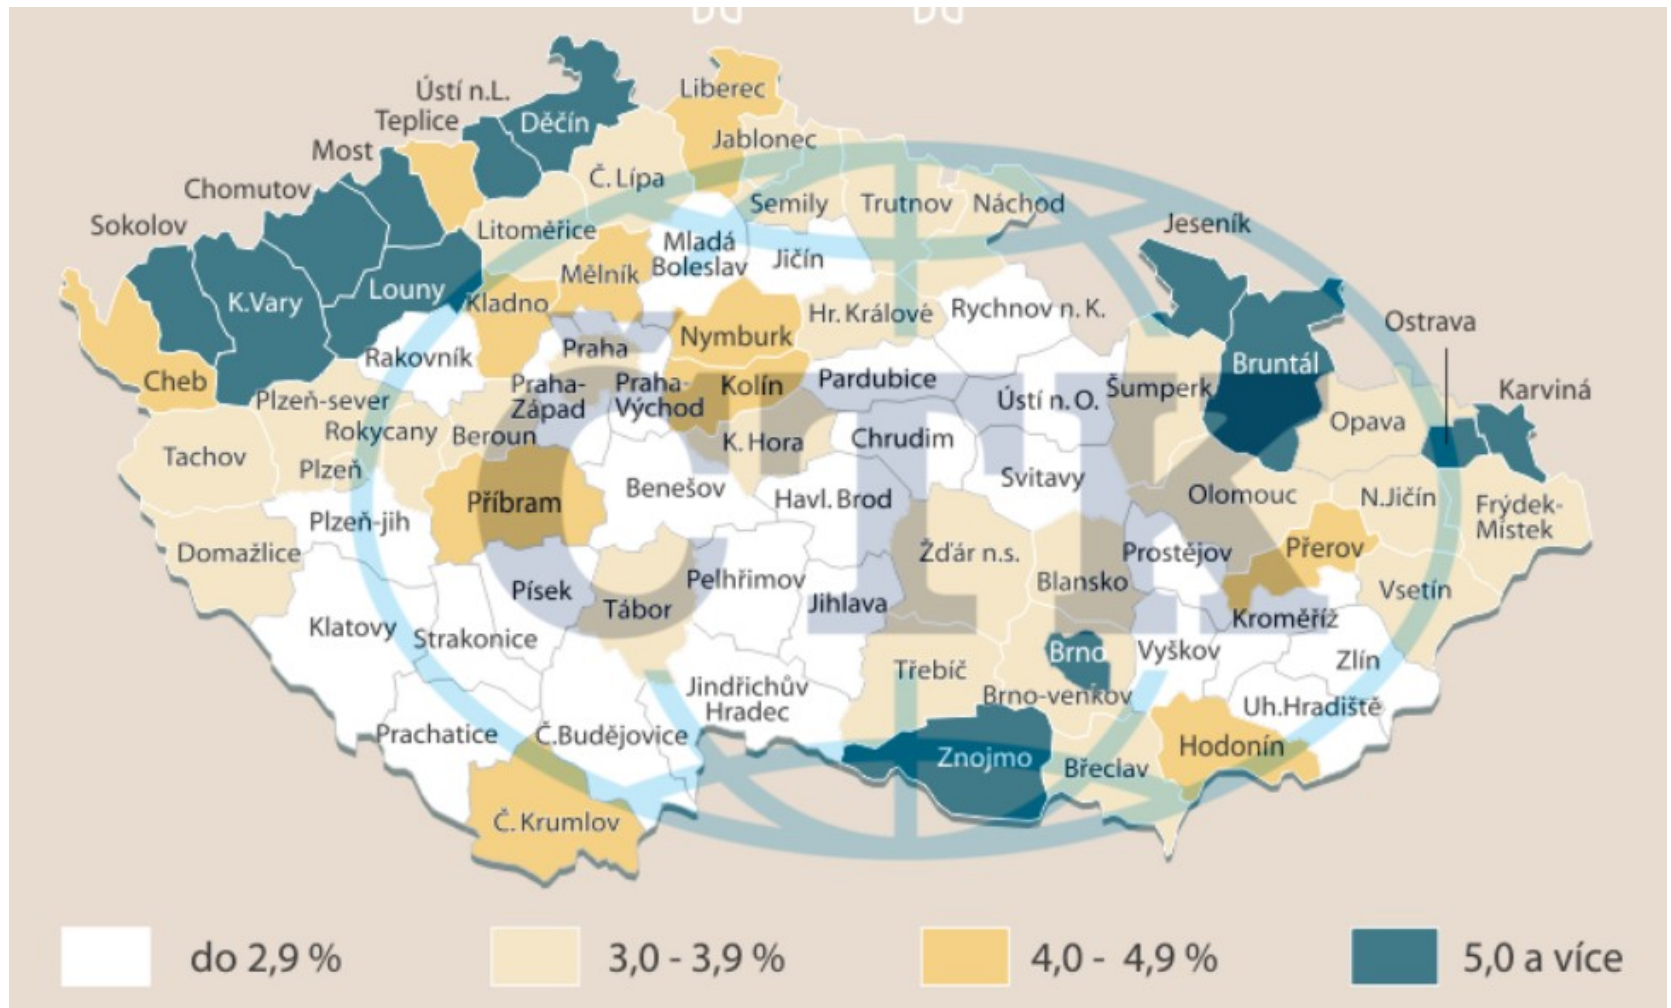 Liberec
Ústí n.L.
Děčín
Teplice
Jablonec
Most
Č. Lípa
Chomutov
Semily
Trutnov
Náchod
Sokolov
Jeseník
Litoměřice
Mladá
Boleslav
Jičín
Mělník
Louny
K.Vary
Kladno
Hr. Králové
Rychnov n. K.
Ostrava
Nymburk
Praha
Rakovník
Bruntál
Cheb
Praha-
Západ
Praha-
Východ
Kolín
Pardubice
Šumperk
Karviná
Plzeň-sever
Ústí n. O.
Rokycany
Beroun
K. Hora
Chrudim
Opava
Tachov
Plzeň
Svitavy
Příbram
Benešov
Havl. Brod
Olomouc
N.Jičín
Frýdek-
Místek
Plzeň-jih
Domažlice
Žďár n.s.
Prostějov
Přerov
Písek
Pelhřimov
Blansko
Vsetín
Tábor
Jihlava
Kroměříž
Klatovy
Strakonice
Brno
Vyškov
Zlín
Třebíč
Jindřichův
Hradec
Brno-venkov
Uh.Hradiště
Prachatice
Č.Budějovice
Hodonín
Znojmo
Břeclav
Č. Krumlov
ČTK
do 2,9 %
3,0 - 3,9 %
4,0 - 4,9 %
5,0 a více